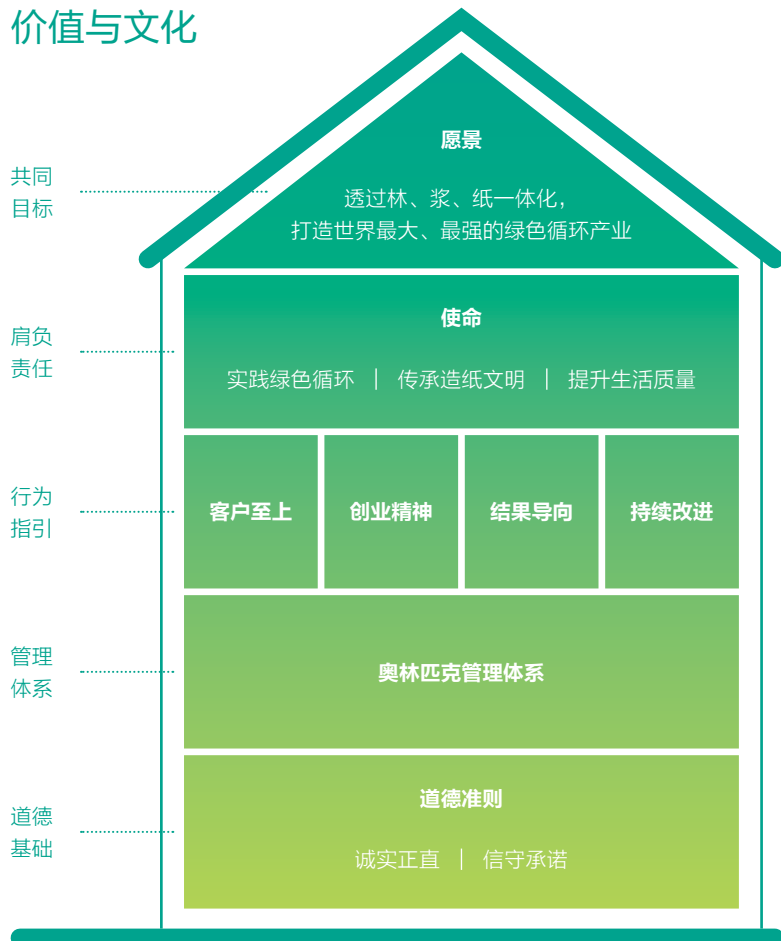 价值与文化
共同
目标
愿景
透过林、浆、纸一体化，
打造世界最大、最强的绿色循环产业
肩负
责任
使命
实践绿色循环 | 传承造纸文明 | 提升生活质量
行为
指引
客户至上 创业精神 结果导向 持续改进
管理
体系
奥林匹克管理体系
道德
基础
道德准则
诚实正直 | 信守承诺